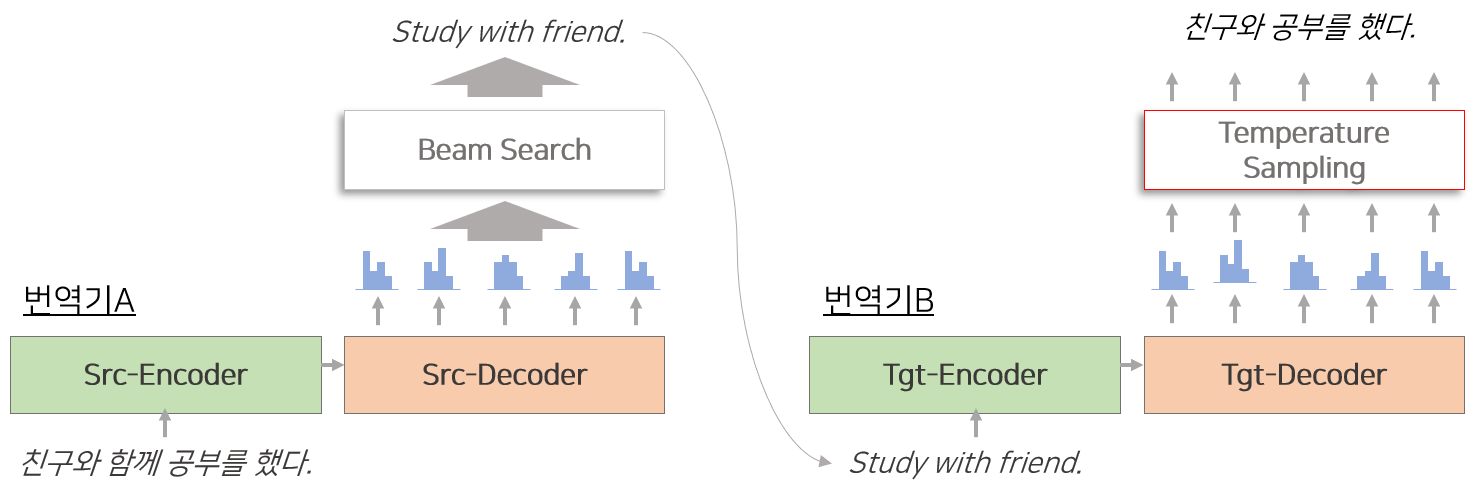 Study with friend.
Beam Search
번역기A
Src-Encoder
Src-Decoder
친구와 함께 공부를 했다.
친구와 공부를 했다.
Temperature
Sampling
번역기B
Tgt-Encoder
Tgt-Decoder
Study with friend.